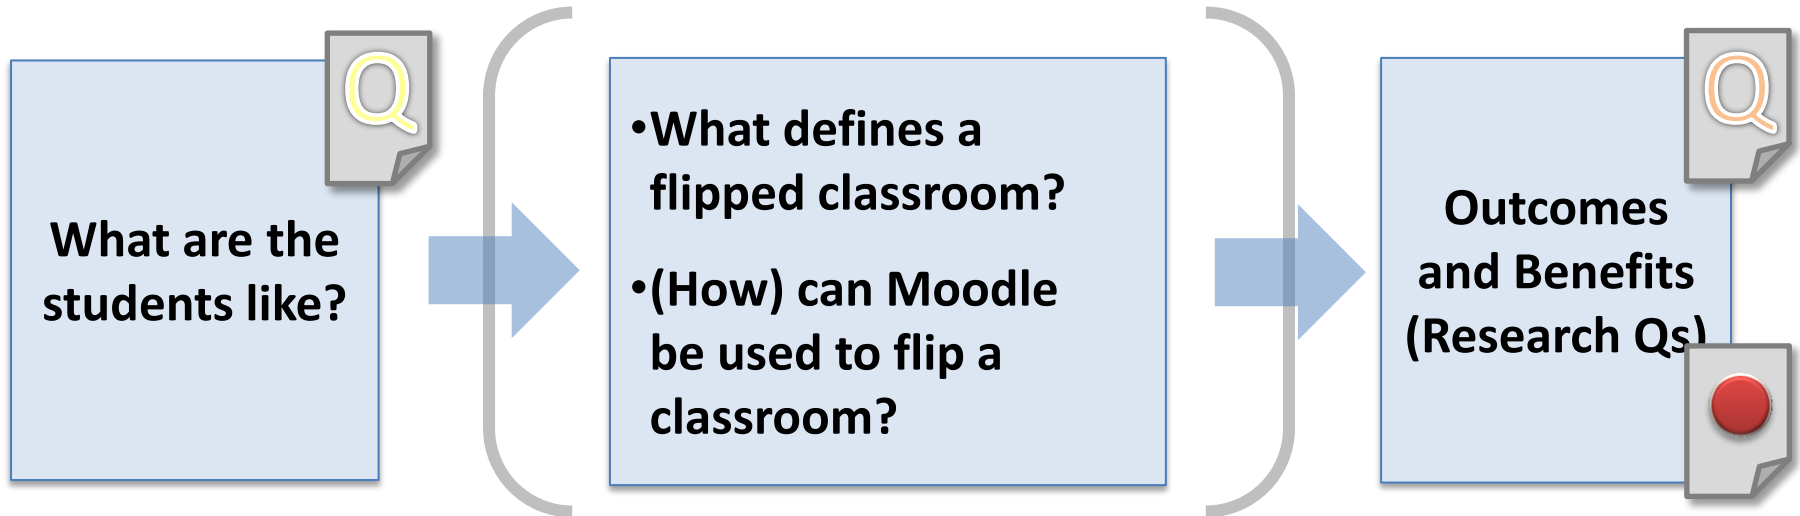 Q
What are the
students like?
•What defines a
flipped classroom?
•(How) can Moodle
be used to flip a
classroom?
Q
Outcomes
and Benefits
(Research Qs)